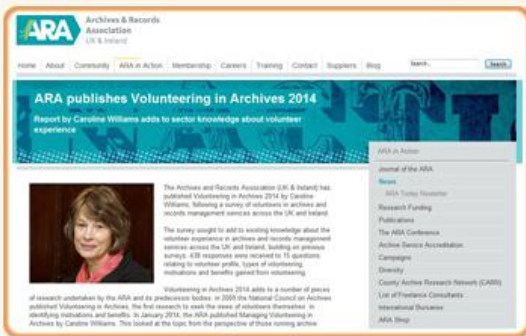 ARA
Archives & Records
Association
UK & Ireland
Home About Community ARA in Action Membership Careers Training Contact Suppliers Blog
Search... Search
ARA publishes Volunteering in Archives 2014
Report by Caroline Williams adds to sector knowledge about volunteer
experience
ARA in Action
Journal of the ARA
News
ARA Today Newsletter
Research Funding
Publications
The ARA Conference
Archive Service Accreditation
Campaigns
Diversity
County Archive Research Network (CARN)
List of Freelance Consultants
International Bursaries
ARA Shop
The Archives and Records Association (UK & Ireland) has
published Volunteering in Archives 2014 by Caroline
Williams, following a survey of volunteers in archives and
records management services across the UK and Ireland.
The survey sought to add to existing knowledge about the
volunteer experience in archives and records management
services across the UK and Ireland, building on previous
surveys. 438 responses were received to 15 questions
relating to volunteer profile, types of volunteering,
motivations and benefits gained from volunteering.
Volunteering in Archives 2014 adds to a number of pieces
of research undertaken by the ARA and its predecessor bodies: in 2009 the National Council on Archives
published Volunteering in Archives, the first research to seek the views of volunteers themselves in
identifying motivations and benefits. In January 2014, the ARA published Managing Volunteering in
Archives by Caroline Williams. This looked at the topic from the perspective of those running archive